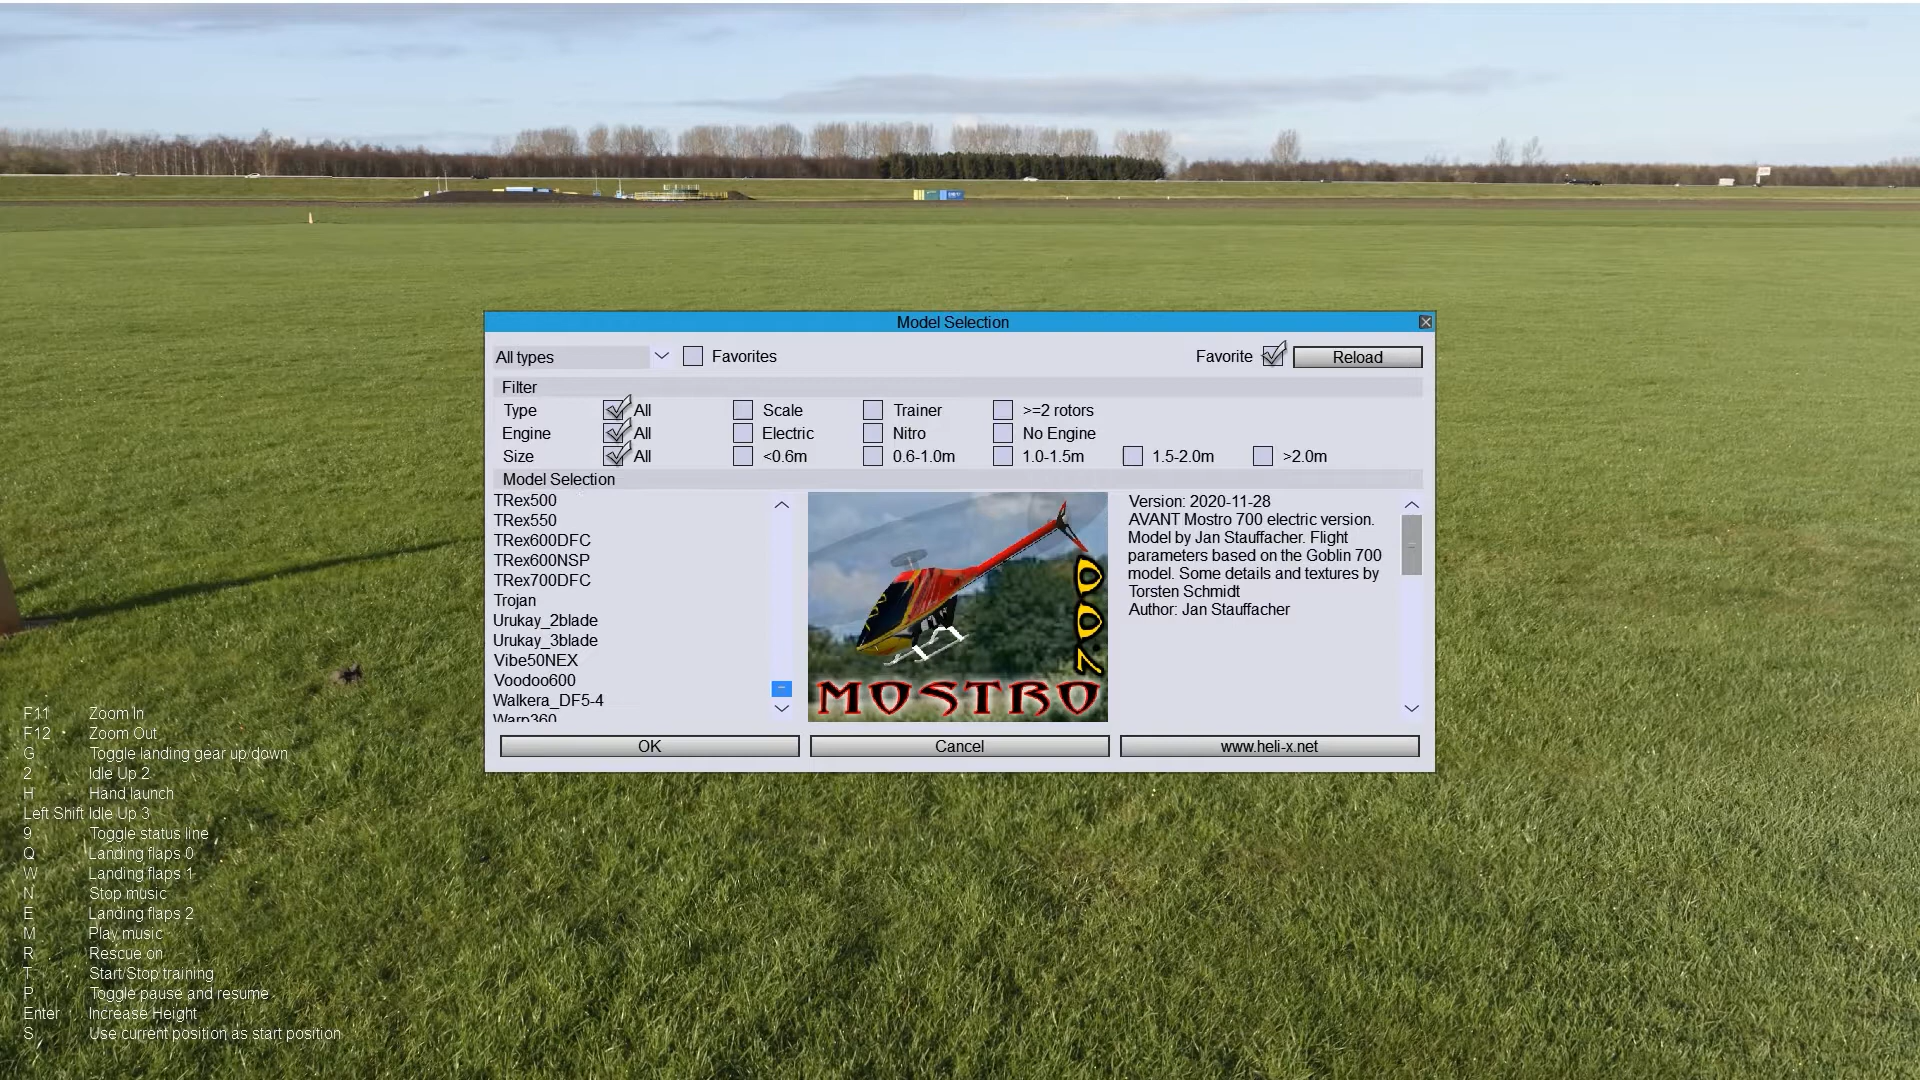 Model Selection
All types
Favorites
Favorite
Reload
Filter
Type All Scale Trainer >=2 rotors
Engine All Electric Nitro No Engine
Size All <0.6m 0.6-1.0m 1.0-1.5m 1.5-2.0m >2.0m
Model Selection
TRex500
TRex550
TRex600DFC
TRex600NSP
TRex700DFC
Trojan
Urukay_2blade
Urukay_3blade
Vibe50NEX
Voodoo600
Walkera_DF5-4
Warp360
7.00
MOSTRO
Version: 2020-11-28
AVANT Mostro 700 electric version.
Model by Jan Stauffacher. Flight
parameters based on the Goblin 700
model. Some details and textures by
Torsten Schmidt
Author: Jan Stauffacher
OK
Cancel
www.heli-x.net
F11 Zoom In
F12 Zoom Out
G Toggle landing gear up/down
2 Idle Up 2
H Hand launch
Left Shift Idle Up 3
9 Toggle status line
Q Landing flaps 0
W Landing flaps 1
N Stop music
E Landing flaps 2
M Play music
R Rescue on
T Start/Stop training
P Toggle pause and resume
Enter Increase Height
S Use current position as start position